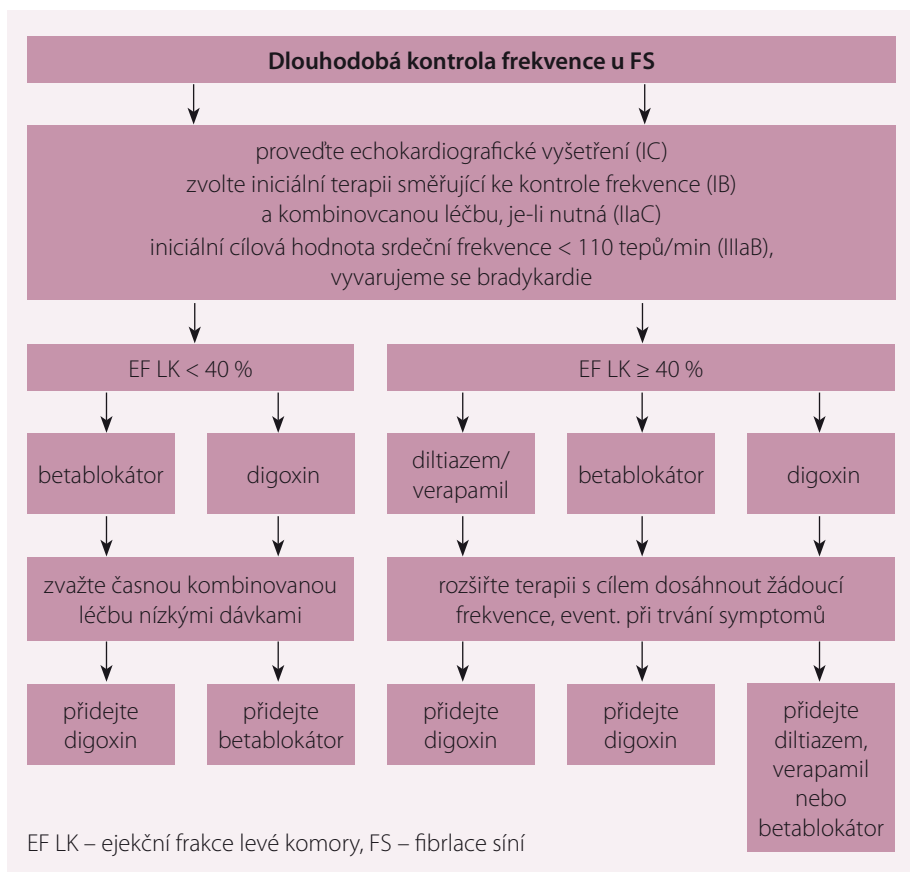 Dlouhodobá kontrola frekvence u FS
proveďte echokardiografické vyšetření (IC)
zvolte iniciální terapii směřující ke kontrole frekvence (IB)
a kombinovcanou léčbu, je-li nutná (IIaC)
iniciální cílová hodnota srdeční frekvence < 110 tepů/min (IIIaB),
vyvarujeme se bradykardie
EF LK < 40 %
EF LK ≥ 40 %
betablokátor
digoxin
diltiazem/
verapamil
betablokátor
digoxin
zvažte časnou kombinovanou
léčbu nízkými dávkami
rozšiřte terapii s cílem dosáhnout žádoucí
frekvence, event. při trvání symptomů
přidejte
digoxin
přidejte
betablokátor
přidejte
digoxin
přidejte
digoxin
přidejte
diltiazem,
verapamil
nebo
betablokátor
EF LK – ejekční frakce levé komory, FS – fibrlace síní